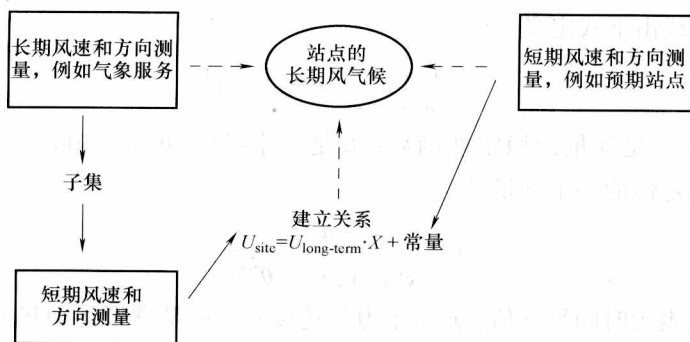 长期风速和方向测
量，例如气象服务
站点的
长期风气候
短期风速和方向测
量，例如预期站点
子集
建立关系
U_site=U_long-term·X+常量
短期风速和
方向测量